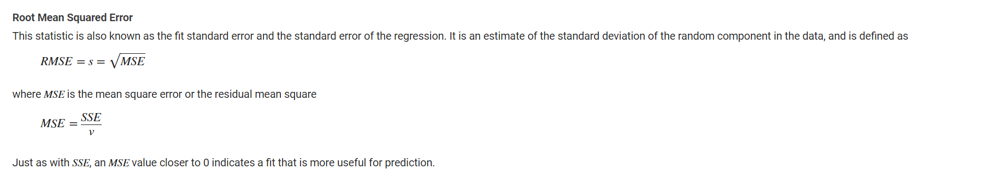 Root Mean Squared Error
This statistic is also known as the fit standard error and the standard error of the regression. It is an estimate of the standard deviation of the random component in the data, and is defined as
RMSE = s = √MSE
where MSE is the mean square error or the residual mean square
MSE = SSE/v
Just as with SSE, an MSE value closer to 0 indicates a fit that is more useful for prediction.